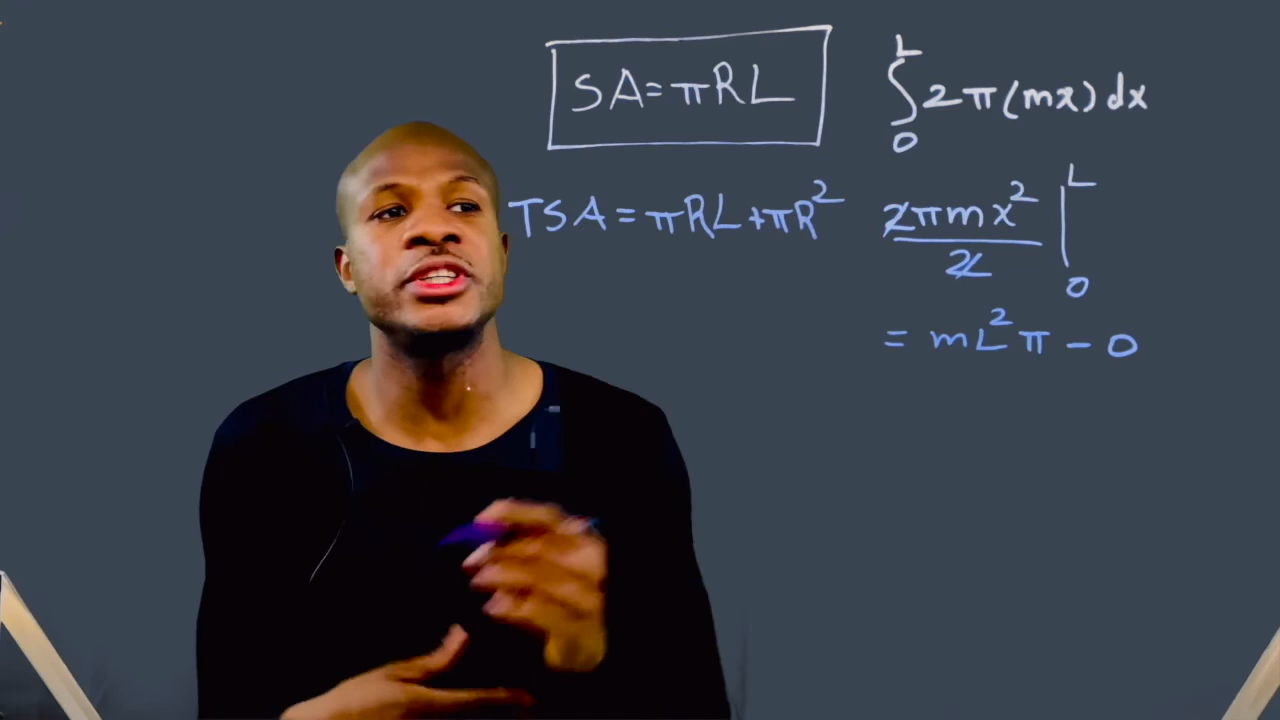 SA=πRL
TSA=πRL+πR²
∫₀ᴸ 2π(mx)dx
2πmx²/2 |₀ᴸ
= mL²π - 0